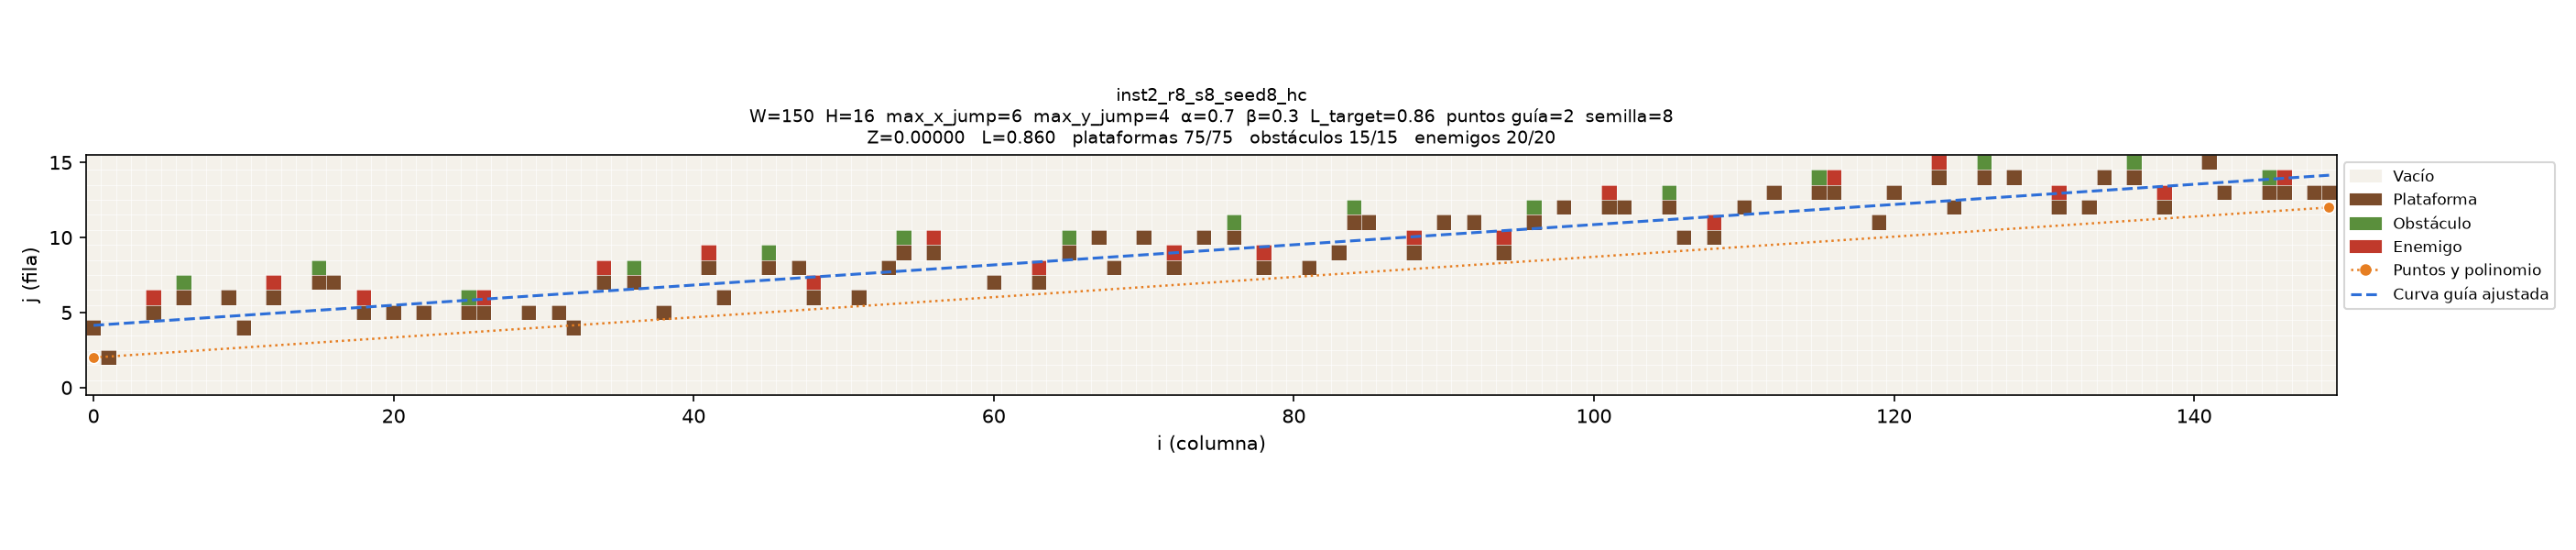 inst2_r8_s8_seed8_hc
W=150  H=16  max_x_jump=6  max_y_jump=4  α=0.7  β=0.3  L_target=0.86  puntos guía=2  semilla=8
Z=0.00000   L=0.860   plataformas 75/75   obstáculos 15/15   enemigos 20/20
15
10
5
0
j (fila)
0 20 40 60 80 100 120 140
i (columna)
Vacío
Plataforma
Obstáculo
Enemigo
Puntos y polinomio
Curva guía ajustada